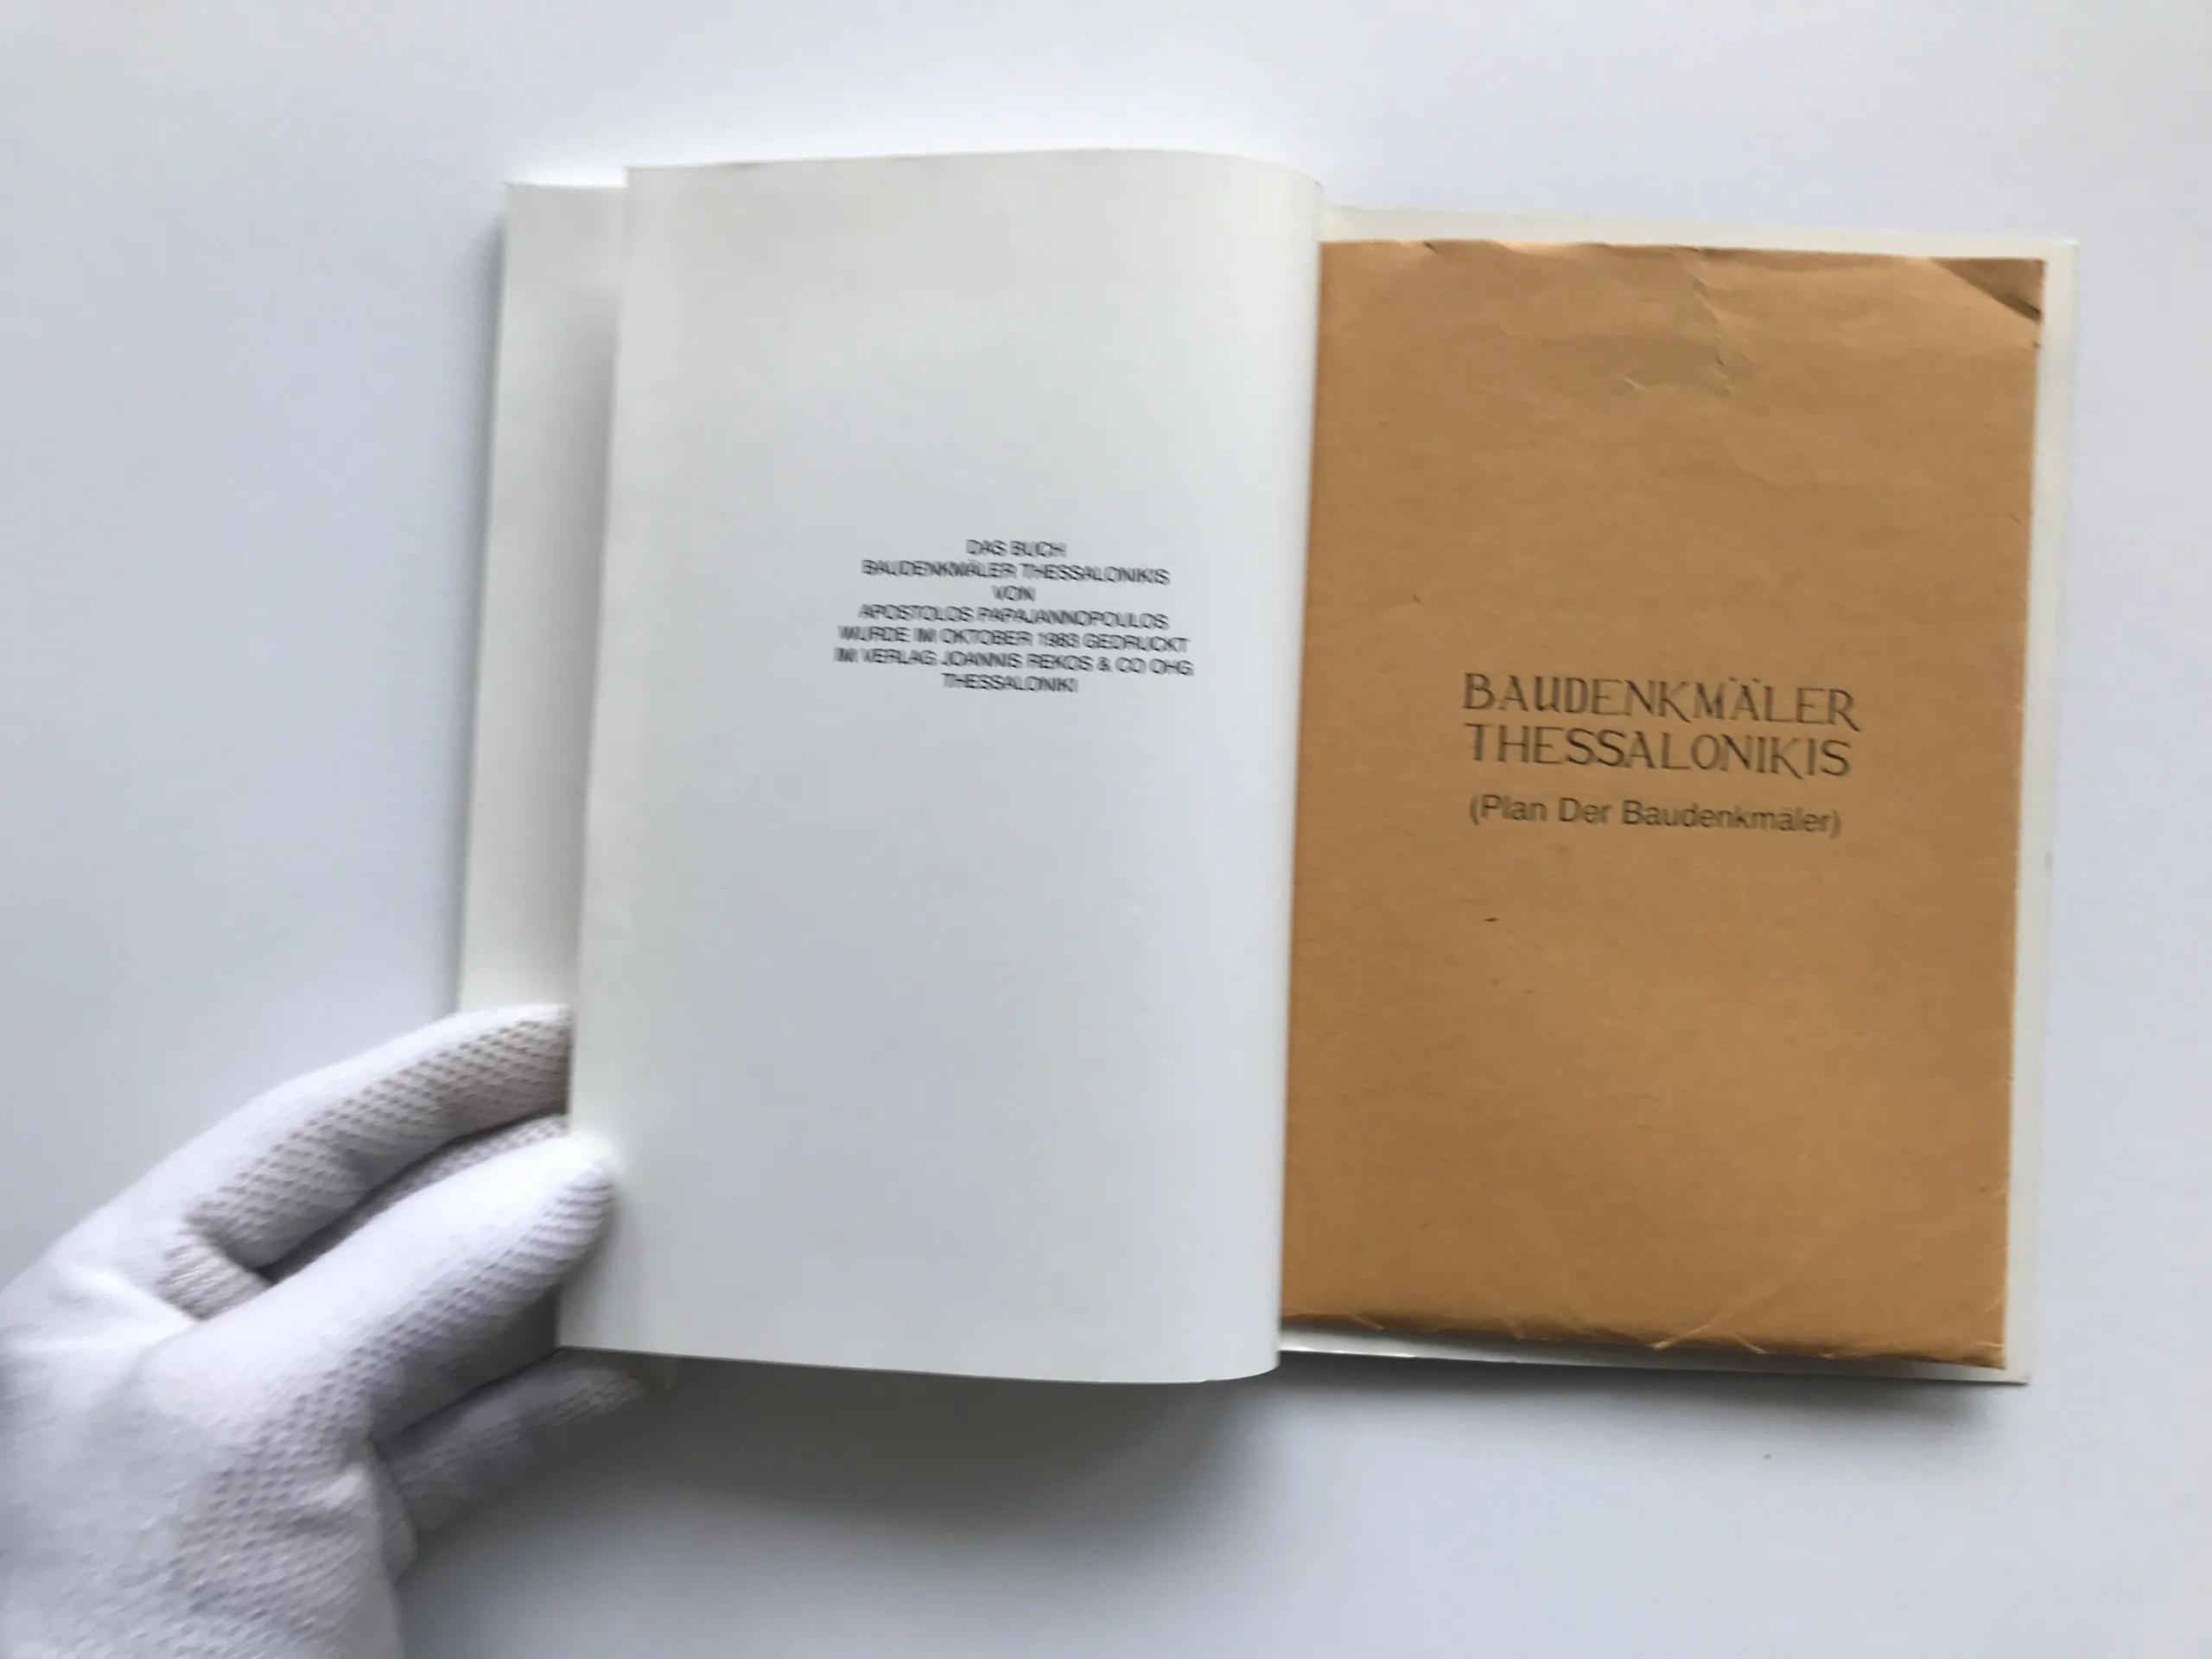 DAS BUCH
BAUDENKMÄLER THESSALONIKIS
VON
APOSTOLOS PAPAJANNOPOULOS
WURDE IM OKTOBER 1983 GEDRUCKT
IM VERLAG JOANNIS REKOS & CO OHG
THESSALONIKI
BAUDENKMÄLER
THESSALONIKIS
(Plan Der Baudenkmäler)